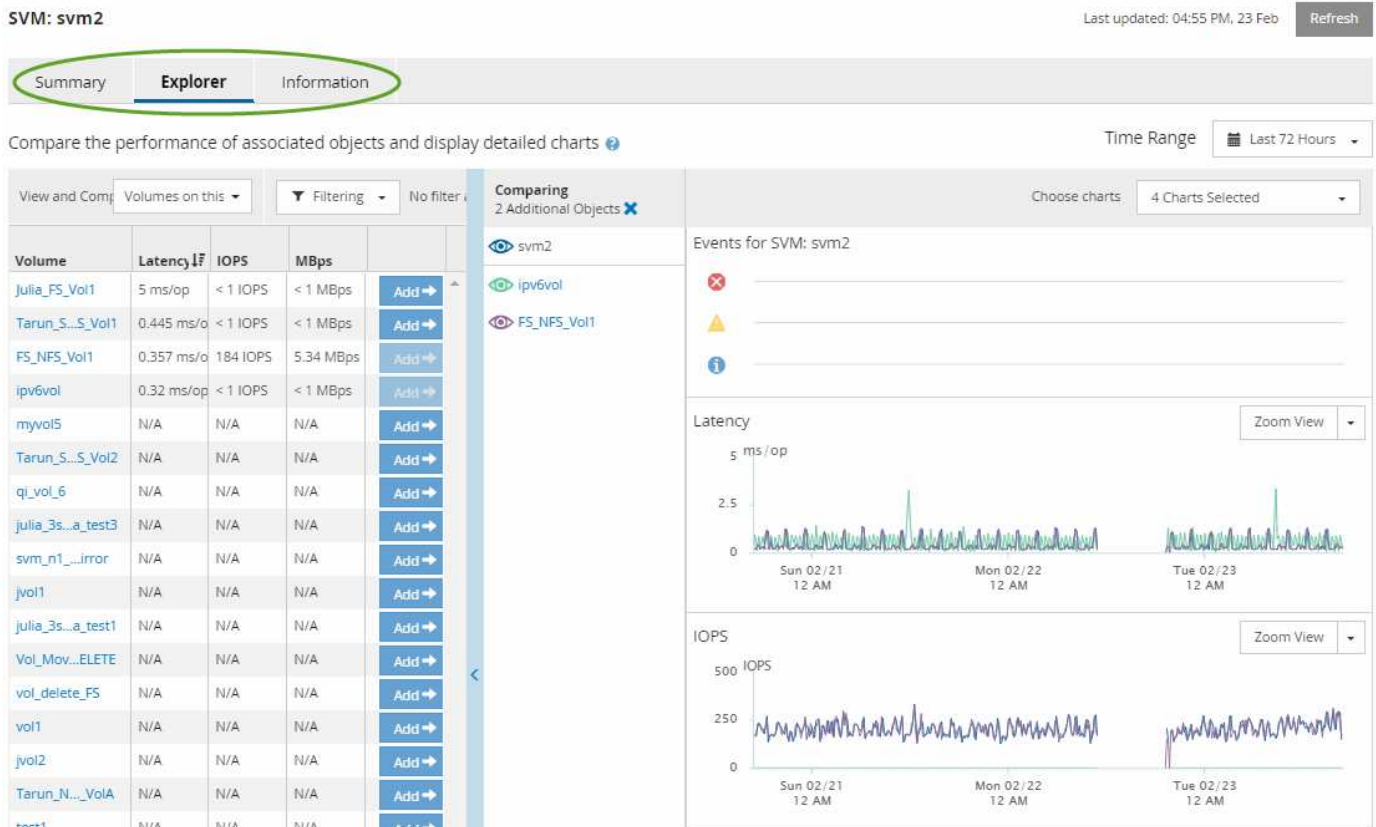 SVM: svm2
Last updated: 04:55 PM, 23 Feb
Refresh
Summary Explorer Information
Compare the performance of associated objects and display detailed charts
Time Range Last 72 Hours
View and Comp Volumes on this Filtering No filter
Comparing
2 Additional Objects
Choose charts 4 Charts Selected
Volume Latency IOPS MBps
Julia_FS_Vol1 5 ms/op < 1 IOPS < 1 MBps Add
Tarun_S...S_Vol1 0.445 ms/o < 1 IOPS < 1 MBps Add
FS_NFS_Vol1 0.357 ms/o 184 IOPS 5.34 MBps Add
ipv6vol 0.32 ms/op < 1 IOPS < 1 MBps Add
myvol5 N/A N/A N/A Add
Tarun_S...S_Vol2 N/A N/A N/A Add
qi_vol_6 N/A N/A N/A Add
julia_3s...a_test3 N/A N/A N/A Add
svm_n1_...irror N/A N/A N/A Add
jvol1 N/A N/A N/A Add
julia_3s...a_test1 N/A N/A N/A Add
Vol_Mov...ELETE N/A N/A N/A Add
vol_delete_FS N/A N/A N/A Add
vol1 N/A N/A N/A Add
jvol2 N/A N/A N/A Add
Tarun_N..._VolA N/A N/A N/A Add
test1 N/A N/A N/A Add
svm2
ipv6vol
FS_NFS_Vol1
Events for SVM: svm2
Latency
Zoom View
ms/op
5
2.5
0
Sun 02/21 Mon 02/22 Tue 02/23
12 AM 12 AM 12 AM
IOPS
Zoom View
IOPS
500
250
0
Sun 02/21 Mon 02/22 Tue 02/23
12 AM 12 AM 12 AM